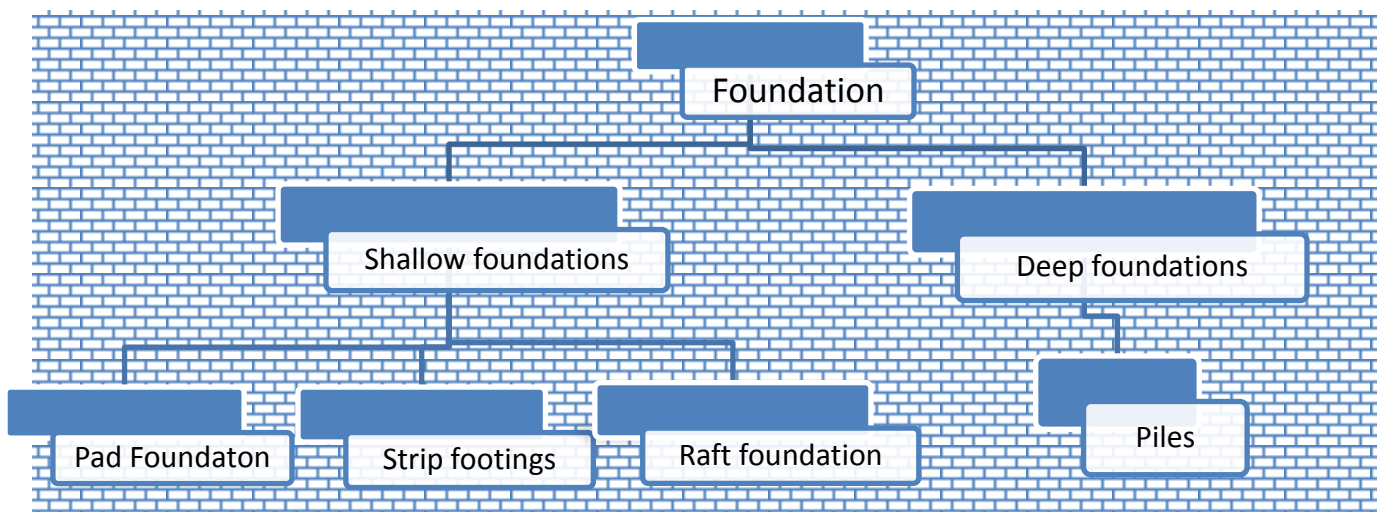 Foundation
Shallow foundations
Deep foundations
Pad Foundaton
Strip footings
Raft foundation
Piles